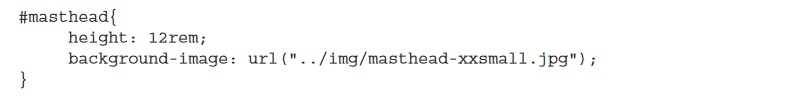 #masthead{
height: 12rem;
background-image: url("../img/masthead-xxsmall.jpg");
}